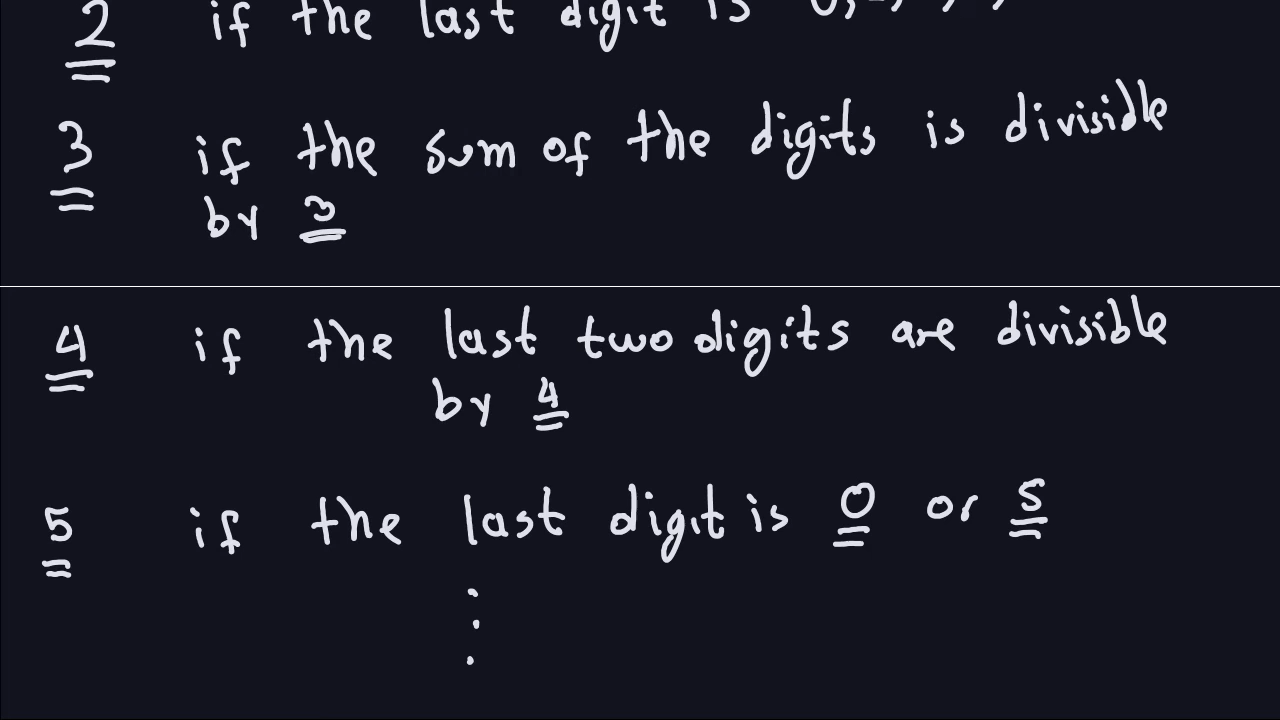 2 if the last digit is 0,
3 if the sum of the digits is divisible
by 3
4 if the last two digits are divisible
by 4
5 if the last digit is 0 or 5
⋮